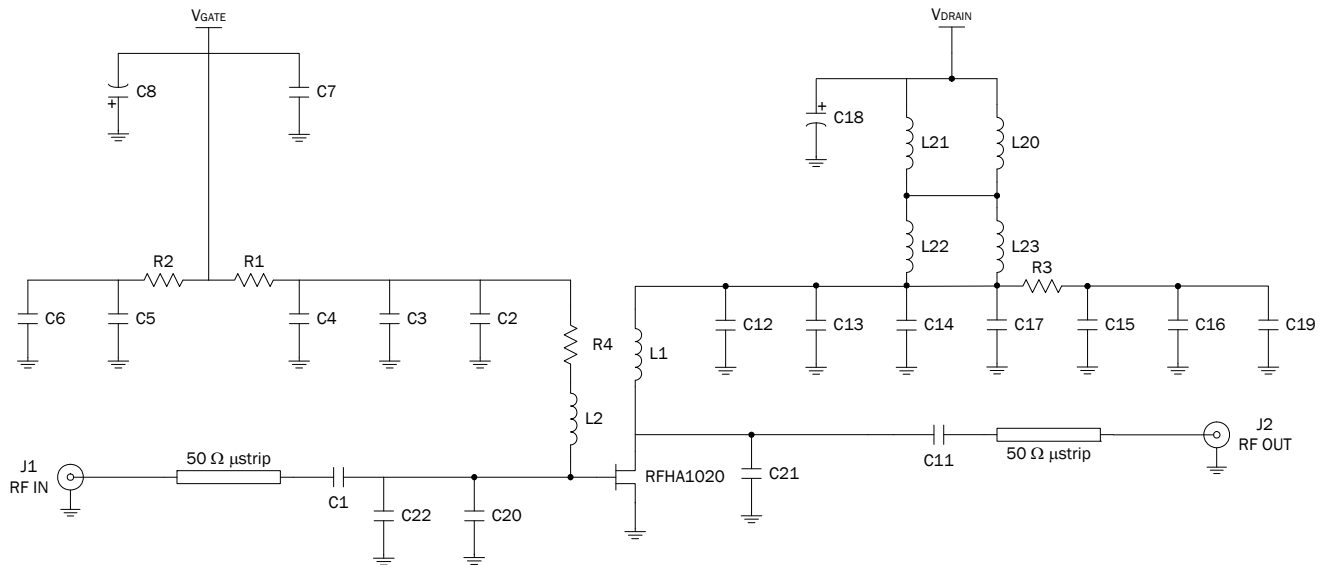 VGATE
VDRAIN
C8
+
C7
+
C18
L21
L20
L22
L23
R2
R1
R3
C6
C5
C4
C3
C2
R4
L1
C12
C13
C14
C17
C15
C16
C19
L2
J1
RF IN
50 Ω µstrip
C1
C22
C20
RFHA1020
C21
C11
50 Ω µstrip
J2
RF OUT